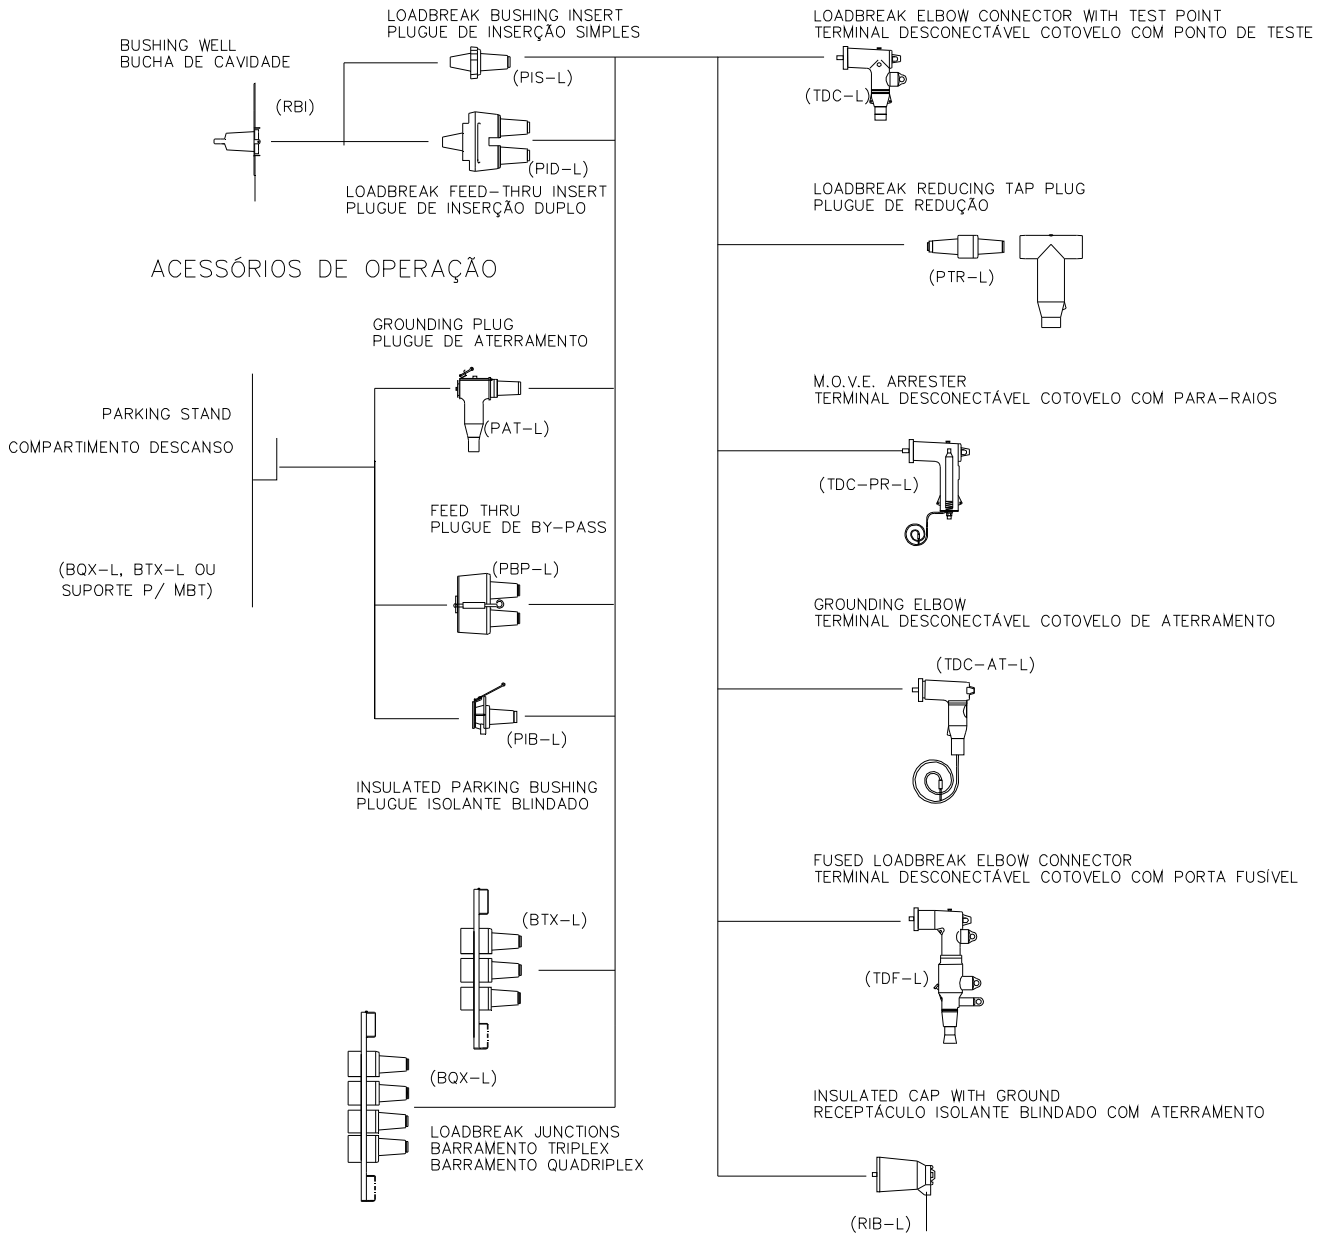 LOADBREAK BUSHING INSERT
PLUGUE DE INSERÇÃO SIMPLES
BUSHING WELL
BUCHA DE CAVIDADE
(PIS-L)
(RBI)
(PID-L)
LOADBREAK FEED-THRU INSERT
PLUGUE DE INSERÇÃO DUPLO
ACESSÓRIOS DE OPERAÇÃO
GROUNDING PLUG
PLUGUE DE ATERRAMENTO
PARKING STAND
COMPARTIMENTO DESCANSO
(PAT-L)
FEED THRU
PLUGUE DE BY-PASS
(BQX-L, BTX-L OU
SUPORTE P/ MBT)
(PBP-L)
(PIB-L)
INSULATED PARKING BUSHING
PLUGUE ISOLANTE BLINDADO
(BTX-L)
(BQX-L)
LOADBREAK JUNCTIONS
BARRAMENTO TRIPLEX
BARRAMENTO QUADRIPLEX
LOADBREAK ELBOW CONNECTOR WITH TEST POINT
TERMINAL DESCONECTÁVEL COTOVELO COM PONTO DE TESTE
(TDC-L)
LOADBREAK REDUCING TAP PLUG
PLUGUE DE REDUÇÃO
(PTR-L)
M.O.V.E. ARRESTER
TERMINAL DESCONECTÁVEL COTOVELO COM PARA-RAIOS
(TDC-PR-L)
GROUNDING ELBOW
TERMINAL DESCONECTÁVEL COTOVELO DE ATERRAMENTO
(TDC-AT-L)
FUSED LOADBREAK ELBOW CONNECTOR
TERMINAL DESCONECTÁVEL COTOVELO COM PORTA FUSÍVEL
(TDF-L)
INSULATED CAP WITH GROUND
RECEPTÁCULO ISOLANTE BLINDADO COM ATERRAMENTO
(RIB-L)